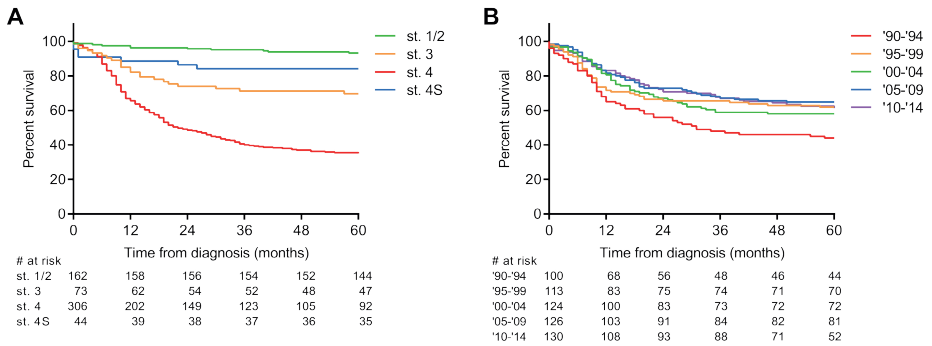 A
Percent survival
100
80
60
40
20
0
0 12 24 36 48 60
Time from diagnosis (months)
st. 1/2
st. 3
st. 4
st. 4S
# at risk
st. 1/2 162 158 156 154 152 144
st. 3 73 62 54 52 48 47
st. 4 306 202 149 123 105 92
st. 4S 44 39 38 37 36 35
B
Percent survival
100
80
60
40
20
0
0 12 24 36 48 60
Time from diagnosis (months)
'90-'94
'95-'99
'00-'04
'05-'09
'10-'14
# at risk
'90-'94 100 68 56 48 46 44
'95-'99 113 83 75 74 71 70
'00-'04 124 100 83 73 72 72
'05-'09 126 103 91 84 82 81
'10-'14 130 108 93 88 71 52